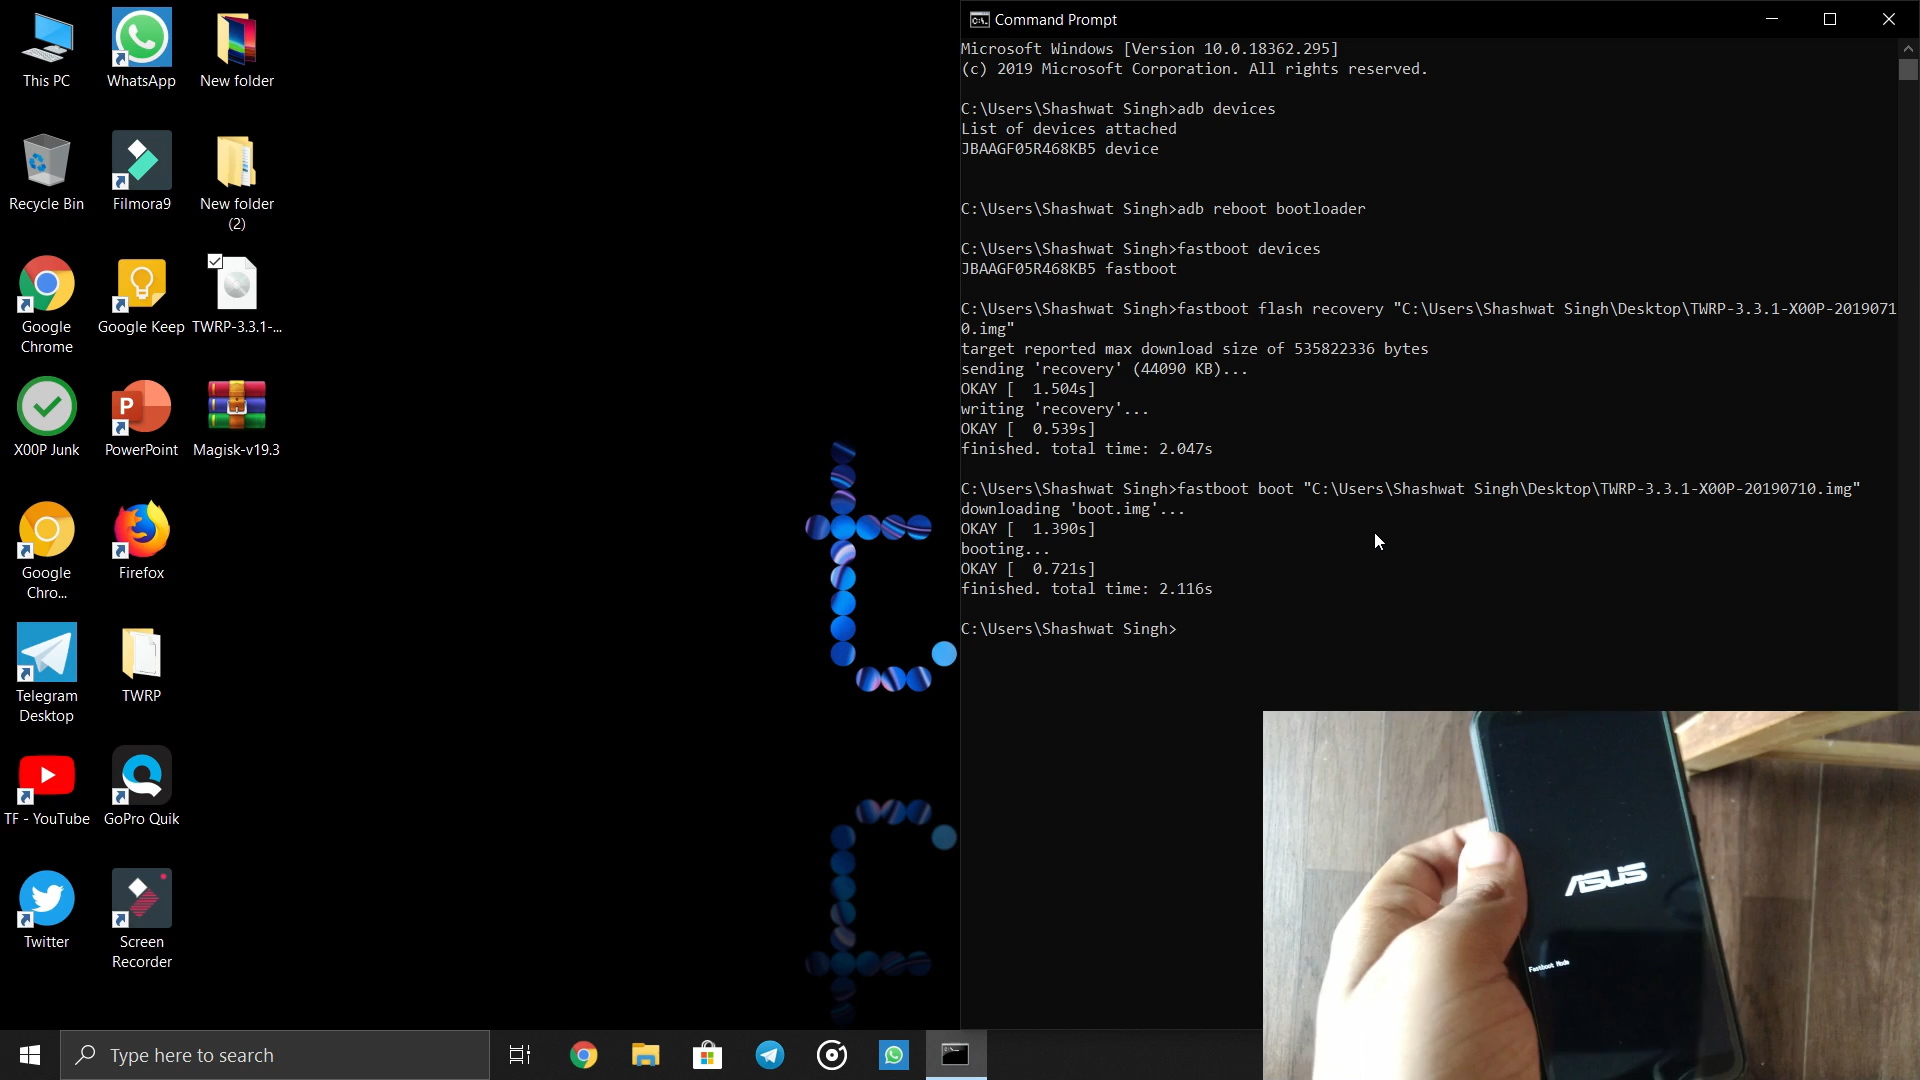 This PC
WhatsApp
New folder
Recycle Bin
Filmora9
New folder
(2)
Google
Chrome
Google Keep
TWRP-3.3.1-...
X00P Junk
PowerPoint
Magisk-v19.3
Google
Chro...
Firefox
Telegram
Desktop
TWRP
TF - YouTube
GoPro Quik
Twitter
Screen
Recorder
Type here to search
Command Prompt
Microsoft Windows [Version 10.0.18362.295]
(c) 2019 Microsoft Corporation. All rights reserved.
C:\Users\Shashwat Singh>adb devices
List of devices attached
JBAAGF05R468KB5 device
C:\Users\Shashwat Singh>adb reboot bootloader
C:\Users\Shashwat Singh>fastboot devices
JBAAGF05R468KB5 fastboot
C:\Users\Shashwat Singh>fastboot flash recovery "C:\Users\Shashwat Singh\Desktop\TWRP-3.3.1-X00P-2019071
0.img"
target reported max download size of 535822336 bytes
sending 'recovery' (44090 KB)...
OKAY [  1.504s]
writing 'recovery'...
OKAY [  0.539s]
finished. total time: 2.047s
C:\Users\Shashwat Singh>fastboot boot "C:\Users\Shashwat Singh\Desktop\TWRP-3.3.1-X00P-20190710.img"
downloading 'boot.img'...
OKAY [  1.390s]
booting...
OKAY [  0.721s]
finished. total time: 2.116s
C:\Users\Shashwat Singh>
ASUS
Fastboot Mode